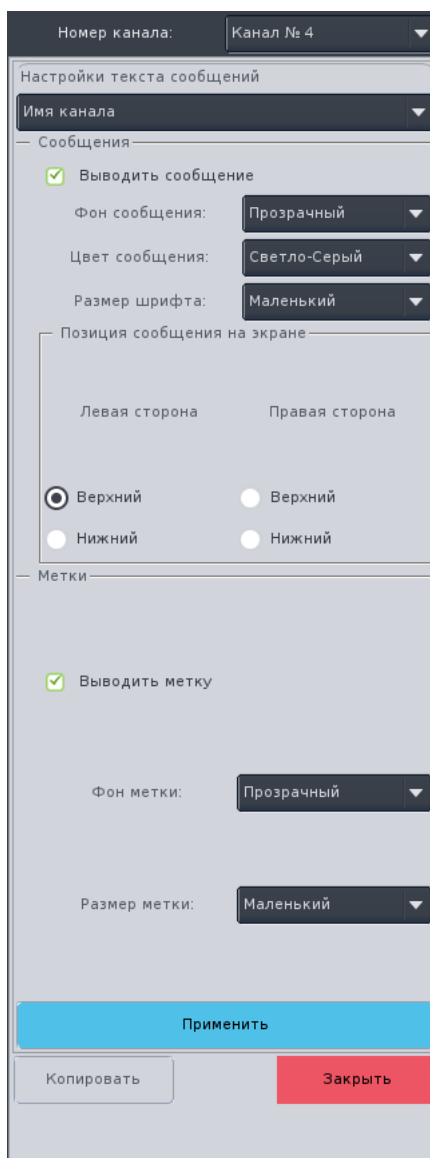 Номер канала: Канал № 4
Настройки текста сообщений
Имя канала
Сообщения
Выводить сообщение
Фон сообщения: Прозрачный
Цвет сообщения: Светло-Серый
Размер шрифта: Маленький
Позиция сообщения на экране
Левая сторона Правая сторона
Верхний Верхний
Нижний Нижний
Метки
Выводить метку
Фон метки: Прозрачный
Размер метки: Маленький
Применить
Копировать Закрыть